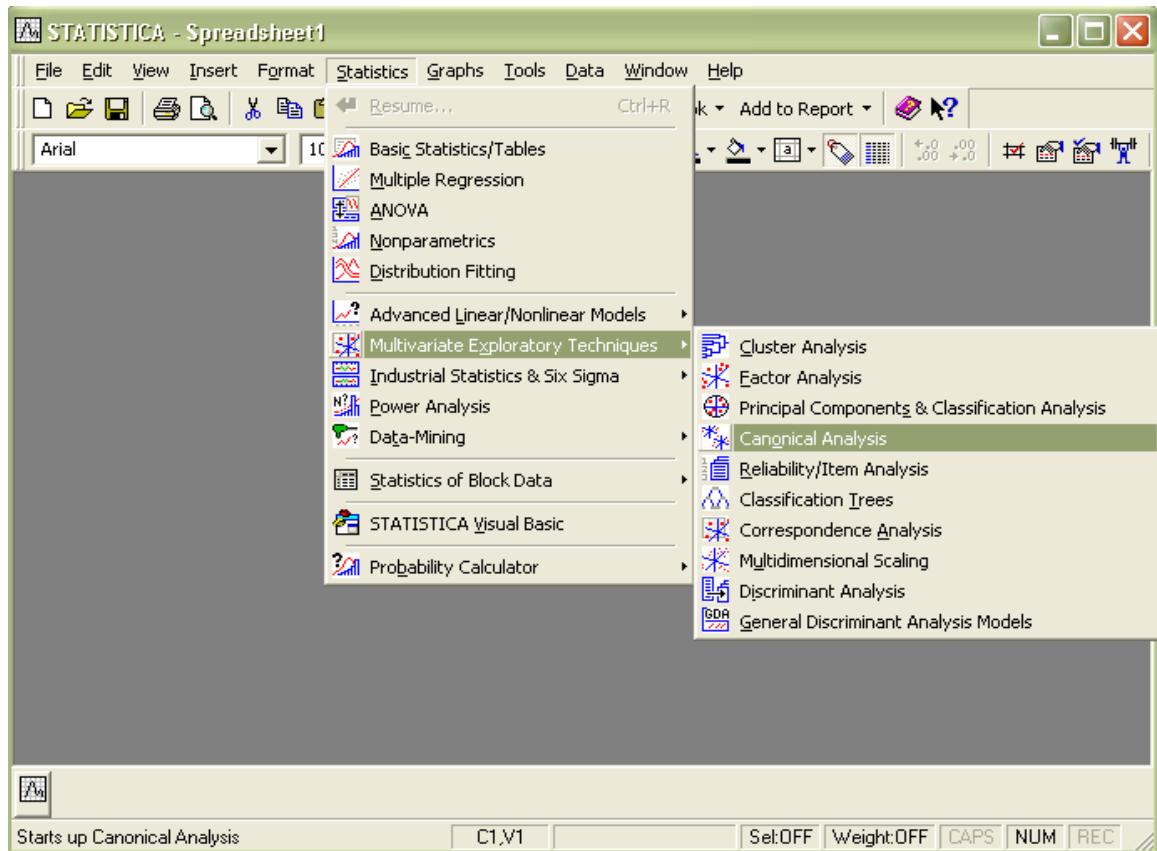 STATISTICA - Spreadsheet1
File Edit View Insert Format Statistics Graphs Tools Data Window Help
Add to Report
Arial 10
Resume... Ctrl+R
Basic Statistics/Tables
Multiple Regression
ANOVA
Nonparametrics
Distribution Fitting
Advanced Linear/Nonlinear Models
Multivariate Exploratory Techniques
Industrial Statistics & Six Sigma
Power Analysis
Data-Mining
Statistics of Block Data
STATISTICA Visual Basic
Probability Calculator
Cluster Analysis
Factor Analysis
Principal Components & Classification Analysis
Canonical Analysis
Reliability/Item Analysis
Classification Trees
Correspondence Analysis
Multidimensional Scaling
Discriminant Analysis
General Discriminant Analysis Models
Starts up Canonical Analysis C1,V1 Sel:OFF Weight:OFF CAPS NUM REC